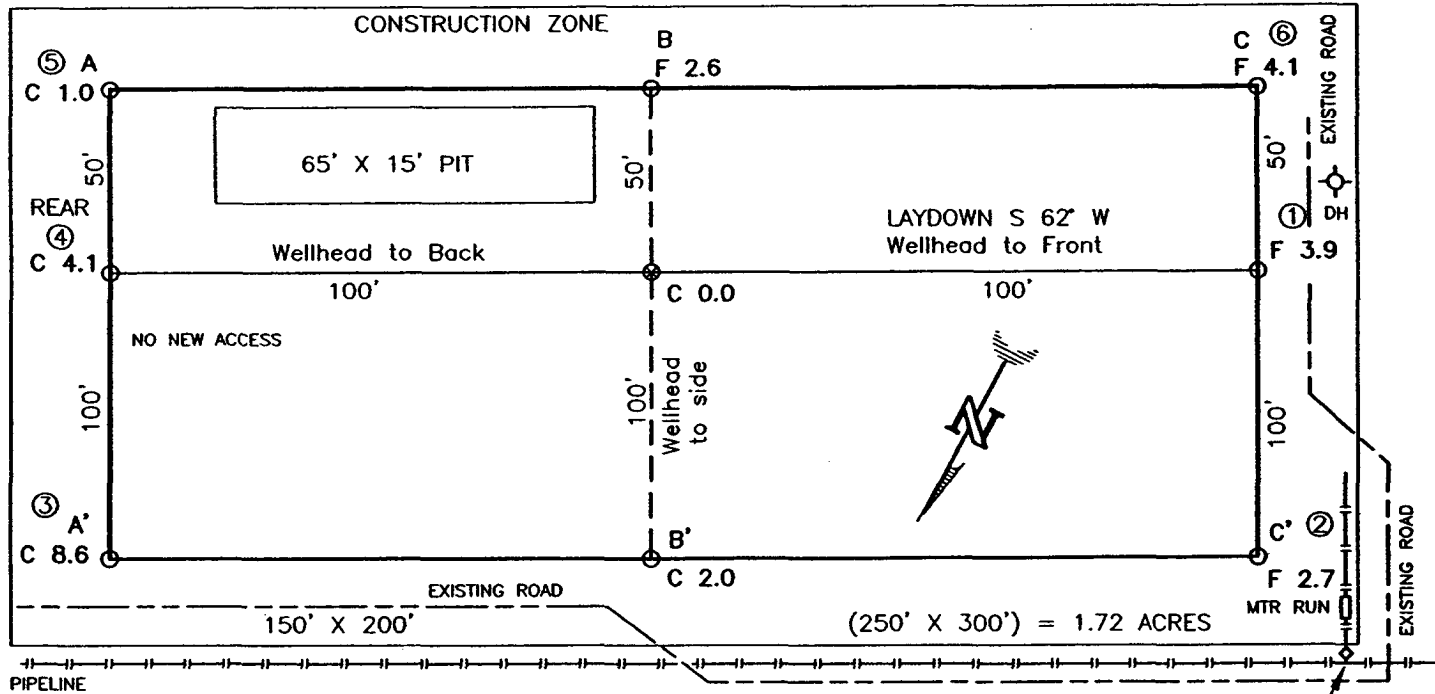 CONSTRUCTION ZONE
⑤ A
C 1.0
B
F 2.6
C ⑥
F 4.1
EXISTING ROAD
50'
65' X 15' PIT
50'
50'
REAR
④
C 4.1
Wellhead to Back
100'
C 0.0
LAYDOWN S 62° W
Wellhead to Front
100'
① DH
F 3.9
NO NEW ACCESS
100'
100'
Wellhead
to side
N
100'
③
A'
C 8.6
B'
C 2.0
C' ②
F 2.7
MTR RUN
EXISTING ROAD
EXISTING ROAD
150' X 200'
(250' X 300') = 1.72 ACRES
PIPELINE